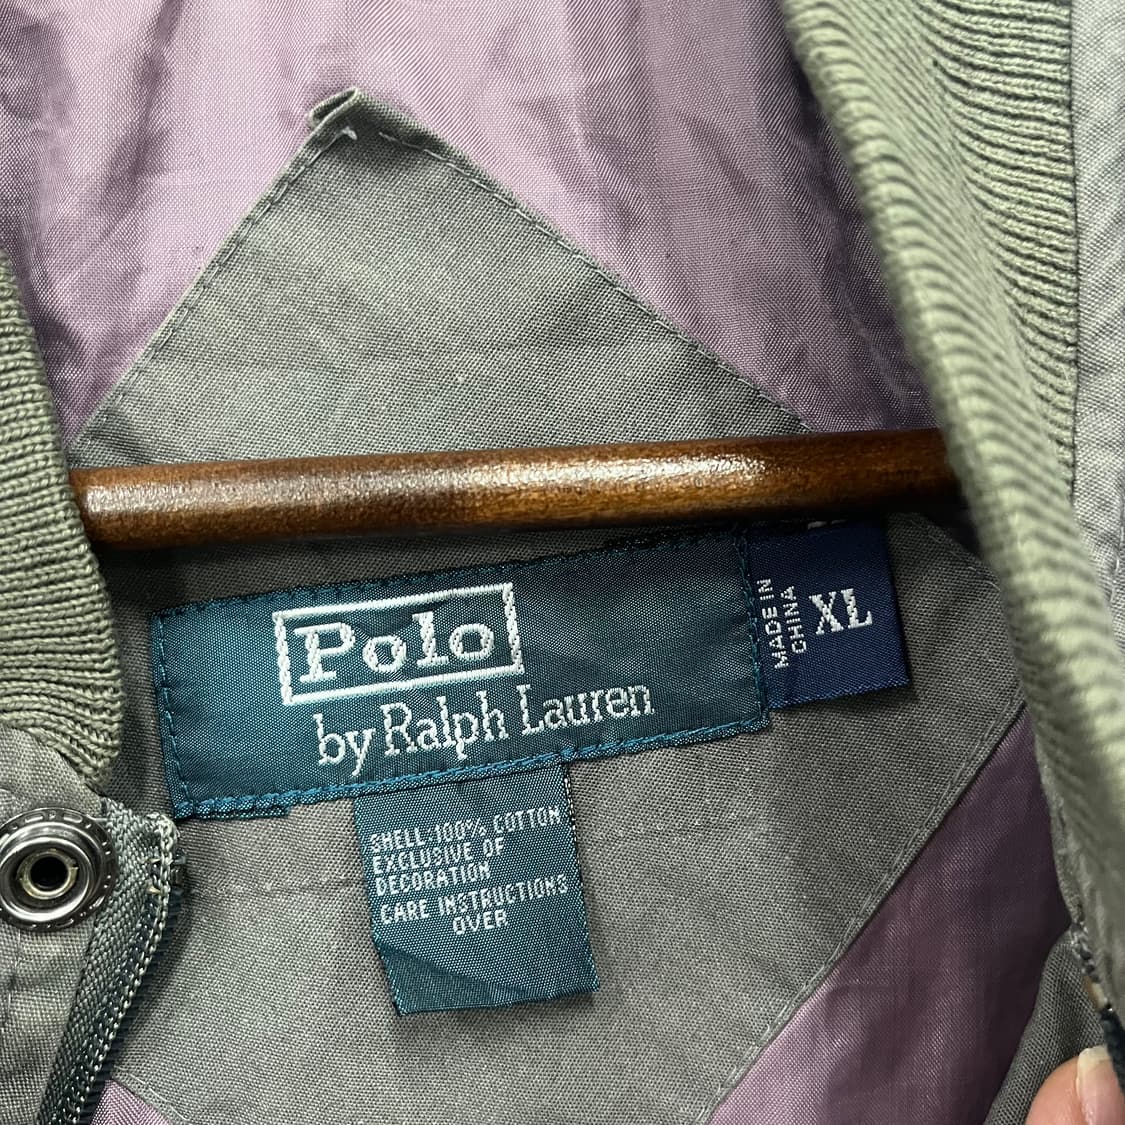 Polo
by Ralph Lauren
MADE IN
CHINA
XL
SHELL:100% COTTON
EXCLUSIVE OF
DECORATION
CARE INSTRUCTIONS
OVER